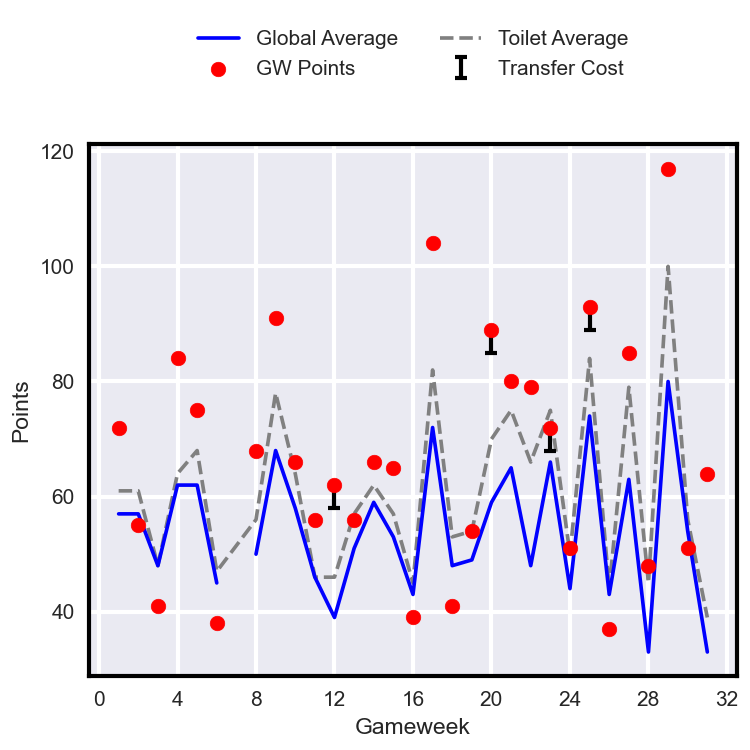 Global Average
Toilet Average
GW Points
Transfer Cost
120
100
80
60
40
Points
0 4 8 12 16 20 24 28 32
Gameweek